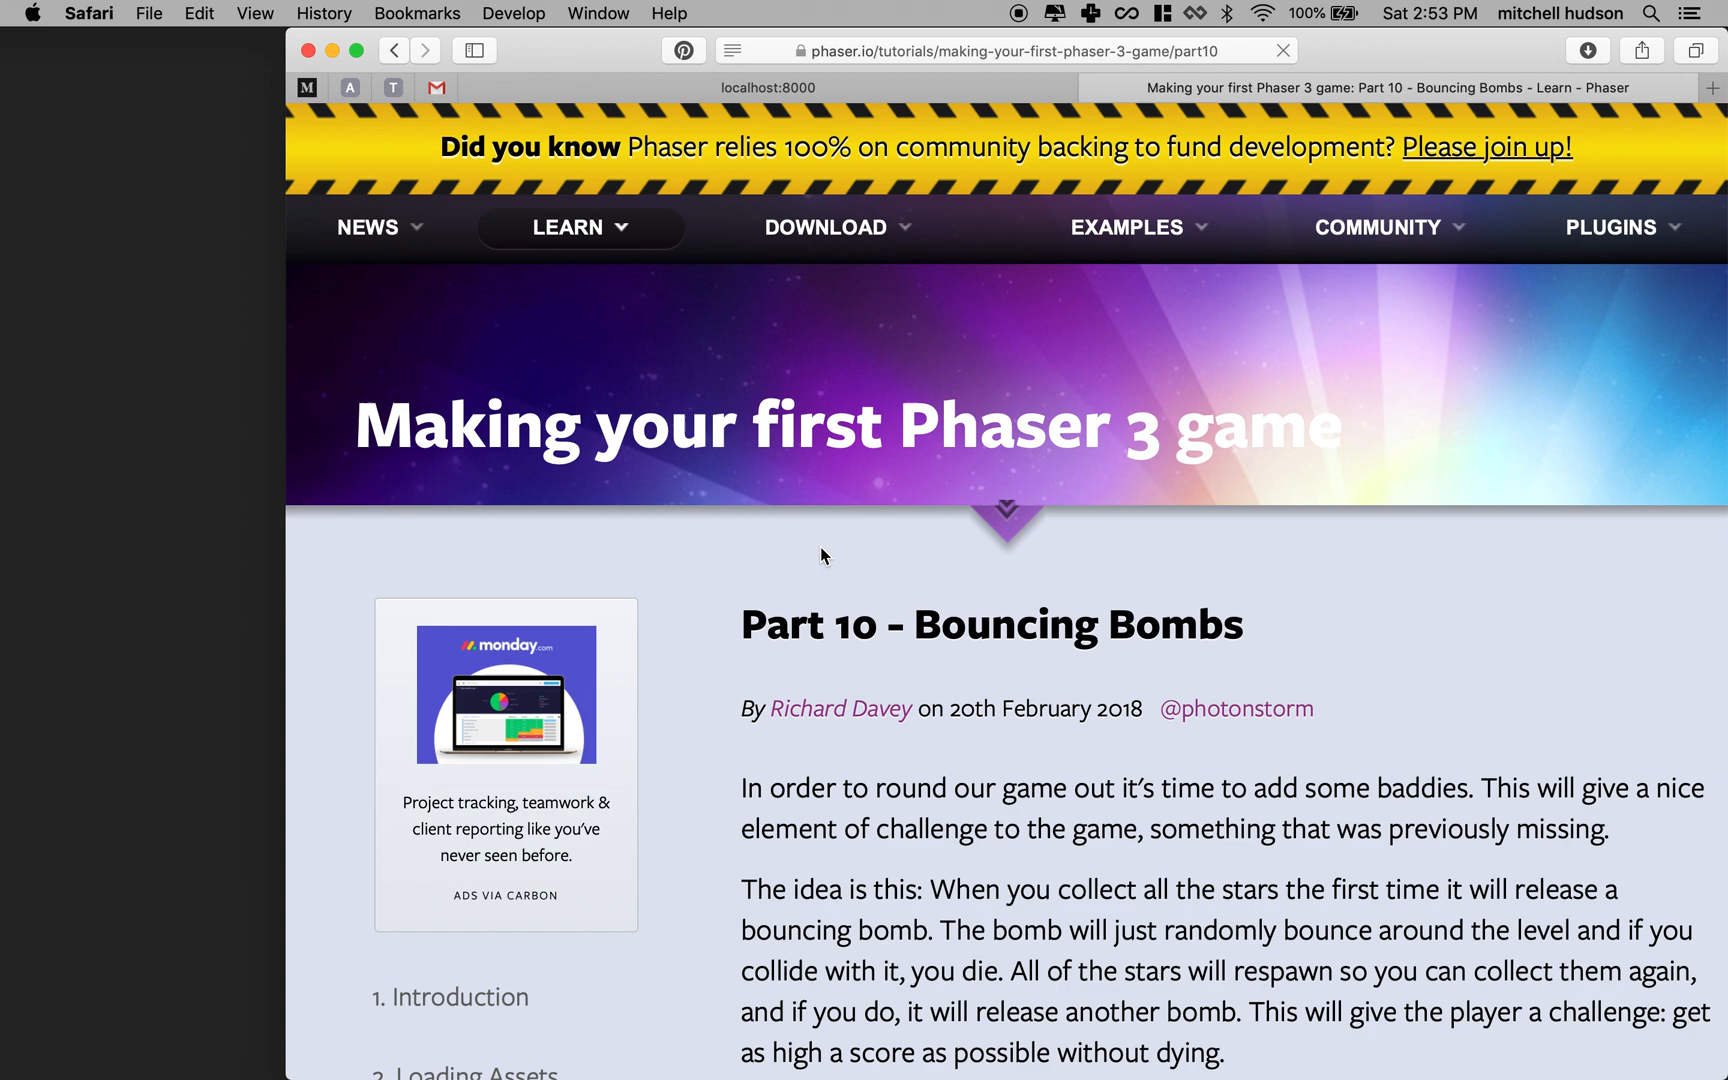 Safari File Edit View History Bookmarks Develop Window Help 100% Sat 2:53 PM mitchell hudson
phaser.io/tutorials/making-your-first-phaser-3-game/part10
M A T localhost:8000 Making your first Phaser 3 game: Part 10 - Bouncing Bombs - Learn - Phaser
Did you know Phaser relies 100% on community backing to fund development? Please join up!
NEWS LEARN DOWNLOAD EXAMPLES COMMUNITY PLUGINS
Making your first Phaser 3 game
monday.com
Project tracking, teamwork &
client reporting like you've
never seen before.
ADS VIA CARBON
1. Introduction
2. Loading Assets
Part 10 - Bouncing Bombs
By Richard Davey on 20th February 2018 @photonstorm
In order to round our game out it's time to add some baddies. This will give a nice
element of challenge to the game, something that was previously missing.
The idea is this: When you collect all the stars the first time it will release a
bouncing bomb. The bomb will just randomly bounce around the level and if you
collide with it, you die. All of the stars will respawn so you can collect them again,
and if you do, it will release another bomb. This will give the player a challenge: get
as high a score as possible without dying.